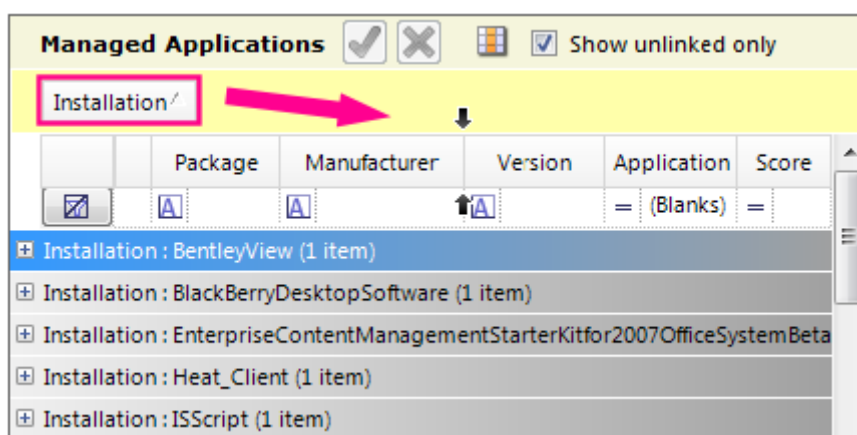 Managed Applications Show unlinked only
Installation
Package Manufacturer Version Application Score
A A A = (Blanks) =
Installation : BentleyView (1 item)
Installation : BlackBerryDesktopSoftware (1 item)
Installation : EnterpriseContentManagementStarterKitfor2007OfficeSystemBeta
Installation : Heat_Client (1 item)
Installation : ISScript (1 item)